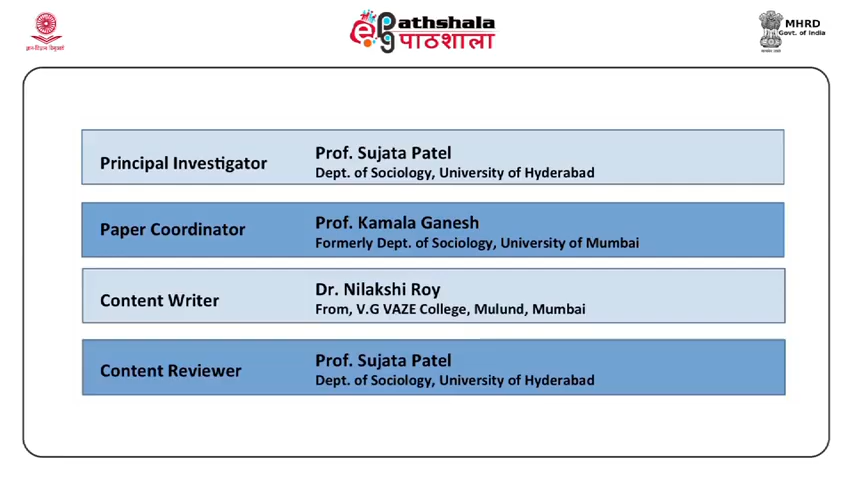 ज्ञान-विज्ञान विमुक्तये
ePathshala
पाठशाला
MHRD
Govt. of India
Principal Investigator
Prof. Sujata Patel
Dept. of Sociology, University of Hyderabad
Paper Coordinator
Prof. Kamala Ganesh
Formerly Dept. of Sociology, University of Mumbai
Content Writer
Dr. Nilakshi Roy
From, V.G VAZE College, Mulund, Mumbai
Content Reviewer
Prof. Sujata Patel
Dept. of Sociology, University of Hyderabad